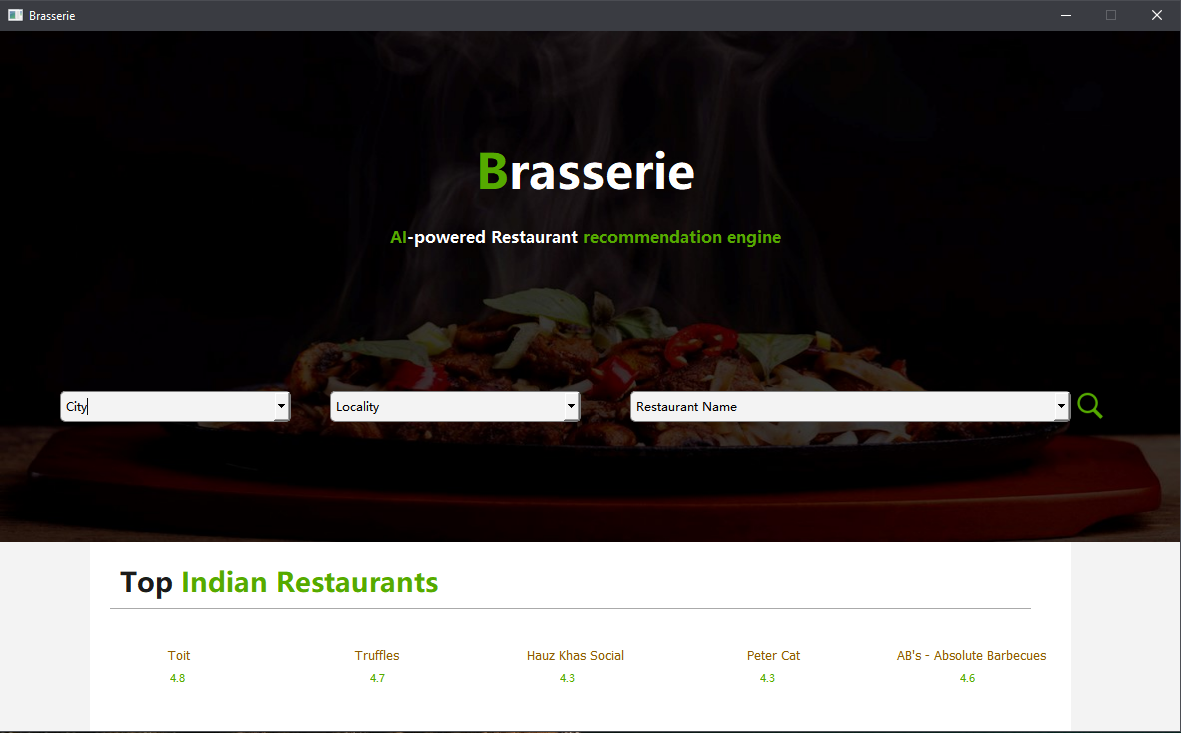 Brasserie
Brasserie
AI-powered Restaurant recommendation engine
City Locality Restaurant Name
Top Indian Restaurants
Toit Truffles Hauz Khas Social Peter Cat AB's - Absolute Barbecues
4.8 4.7 4.3 4.3 4.6